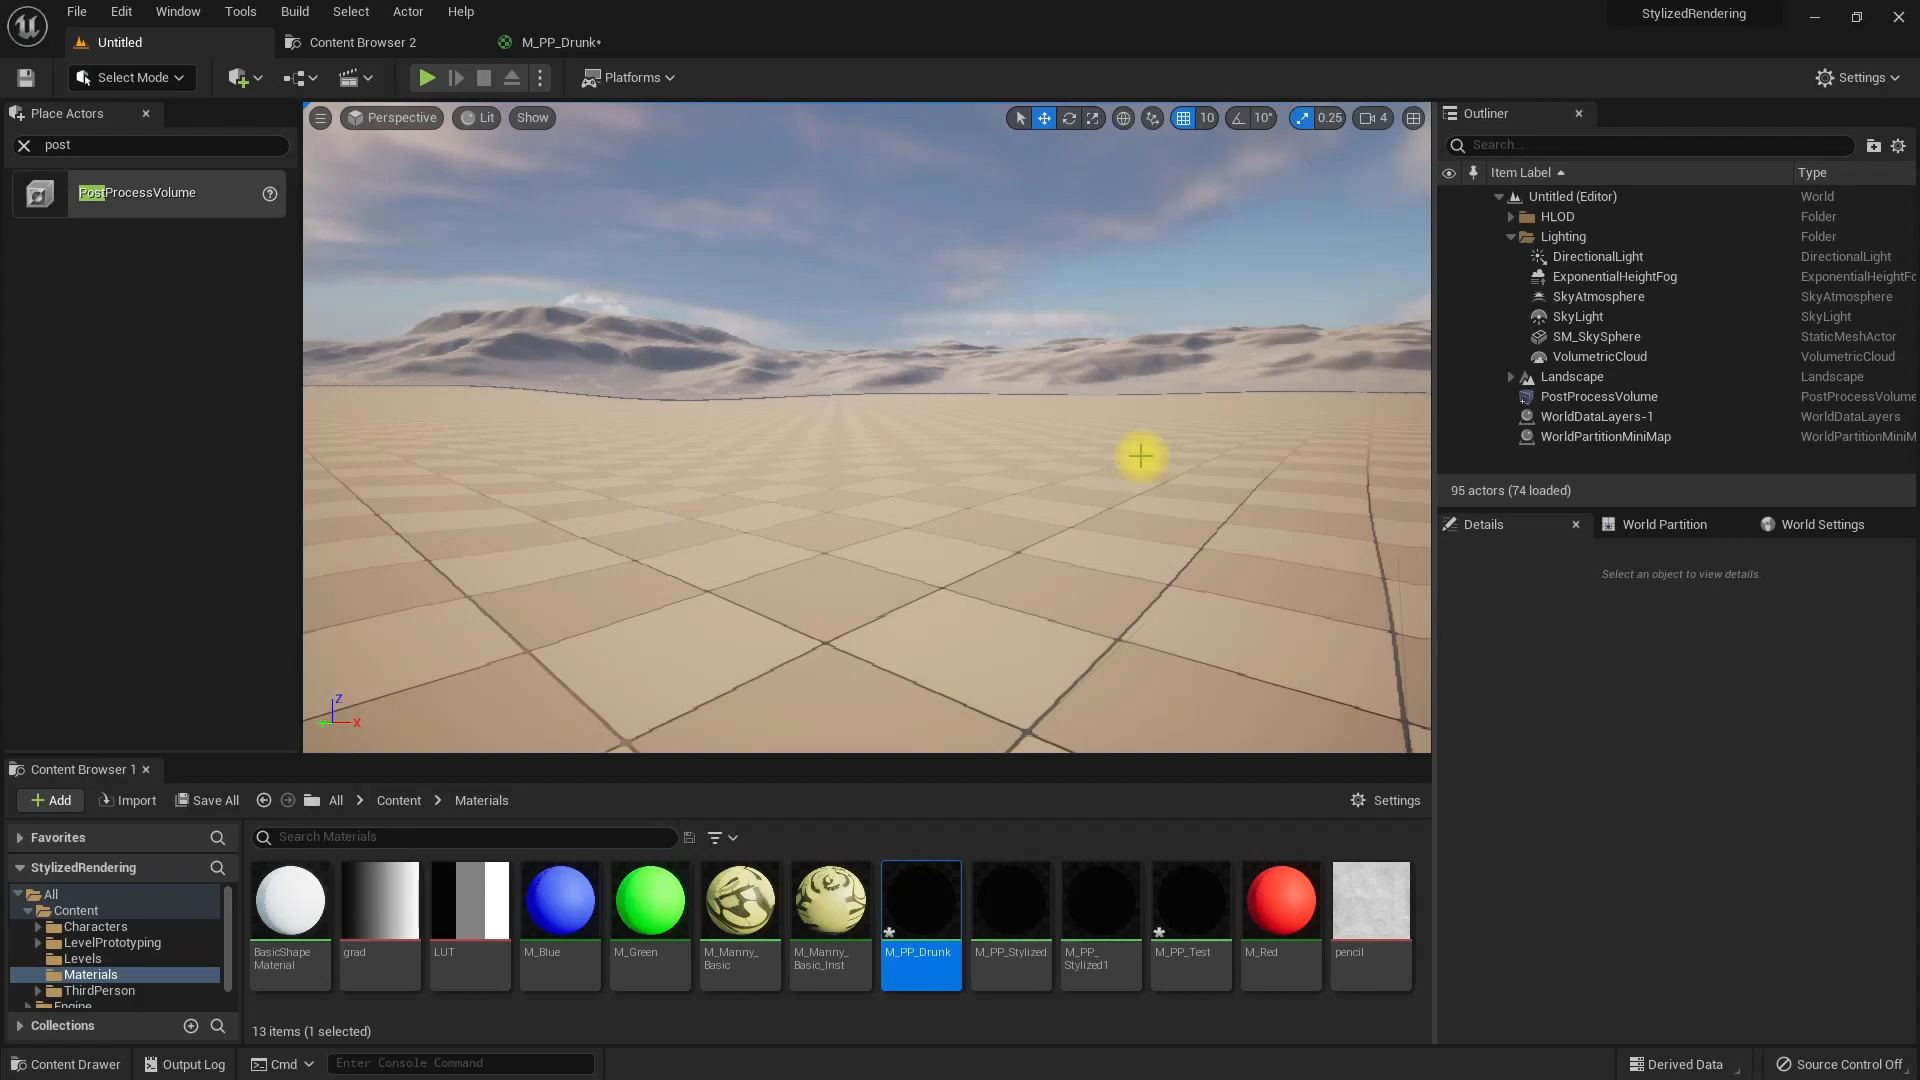 File Edit Window Tools Build Select Actor Help
StylizedRendering
Untitled
Content Browser 2
M_PP_Drunk*
Select Mode
Platforms
Settings
Place Actors
post
PostProcessVolume
Perspective
Lit
Show
10
10°
0.25
4
Z
X
Outliner
Search...
Item Label
Type
Untitled (Editor) World
HLOD Folder
Lighting Folder
DirectionalLight DirectionalLight
ExponentialHeightFog ExponentialHeightFo
SkyAtmosphere SkyAtmosphere
SkyLight SkyLight
SM_SkySphere StaticMeshActor
VolumetricCloud VolumetricCloud
Landscape Landscape
PostProcessVolume PostProcessVolume
WorldDataLayers-1 WorldDataLayers
WorldPartitionMiniMap WorldPartitionMiniM
95 actors (74 loaded)
Details
World Partition
World Settings
Select an object to view details.
Content Browser 1
Add
Import
Save All
All
Content
Materials
Settings
Favorites
StylizedRendering
All
Content
Characters
LevelPrototyping
Levels
Materials
ThirdPerson
Engine
Collections
Search Materials
BasicShape
Material
grad
LUT
M_Blue
M_Green
M_Manny_
Basic
M_Manny_
Basic_Inst
M_PP_Drunk
M_PP_Stylized
M_PP_
Stylized1
M_PP_Test
M_Red
pencil
13 items (1 selected)
Content Drawer
Output Log
Cmd
Enter Console Command
Derived Data
Source Control Off